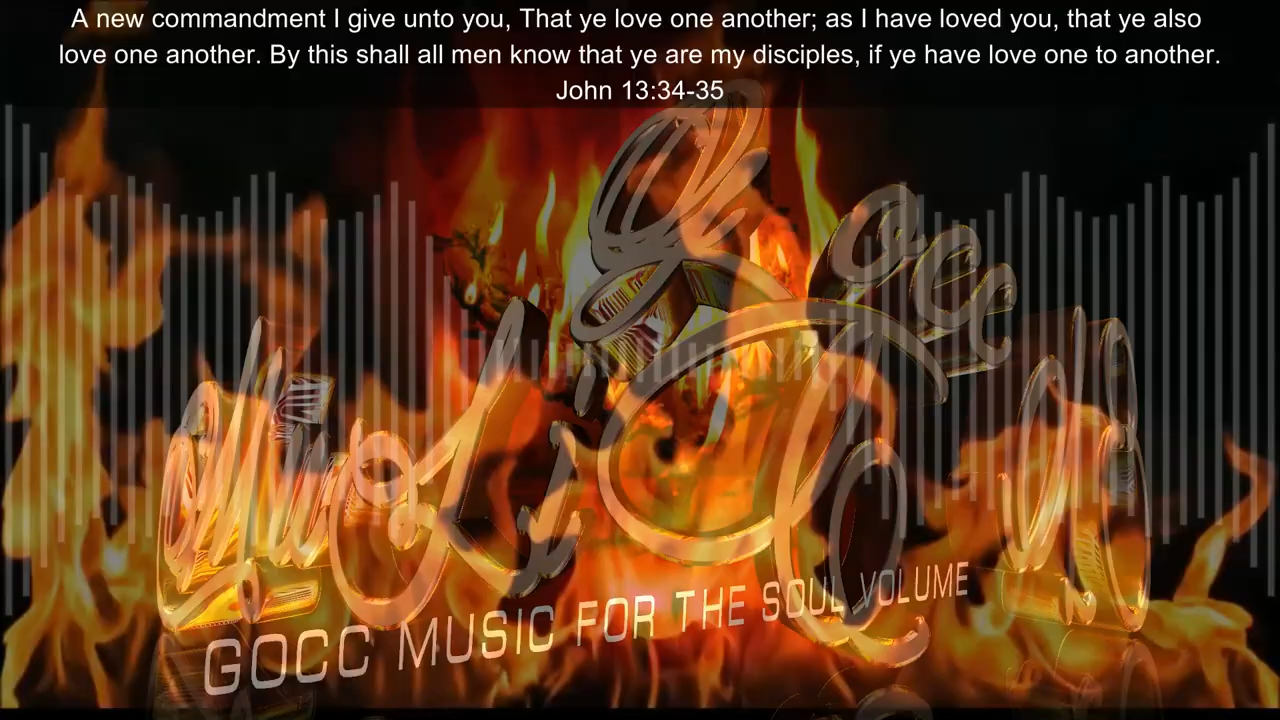 A new commandment I give unto you, That ye love one another; as I have loved you, that ye also
love one another. By this shall all men know that ye are my disciples, if ye have love one to another.
John 13:34-35
Gocc
GOCC MUSIC FOR THE SOUL VOLUME